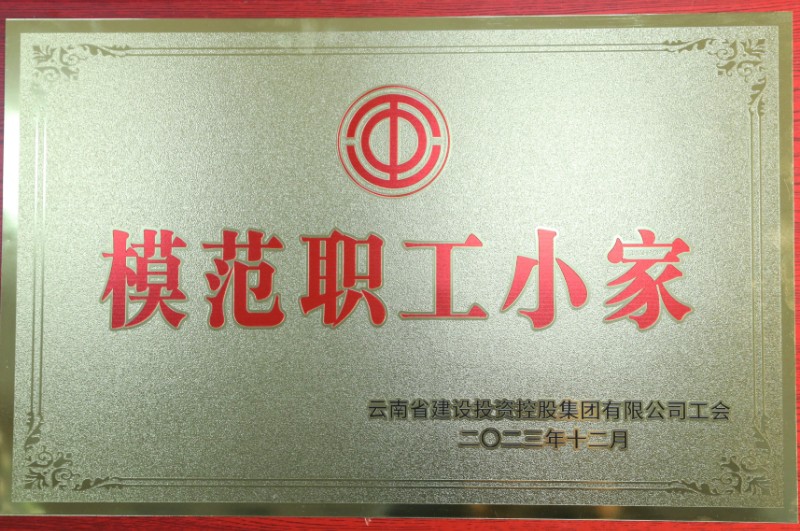 模范职工小家
云南省建设投资控股集团有限公司工会
二〇二三年十二月